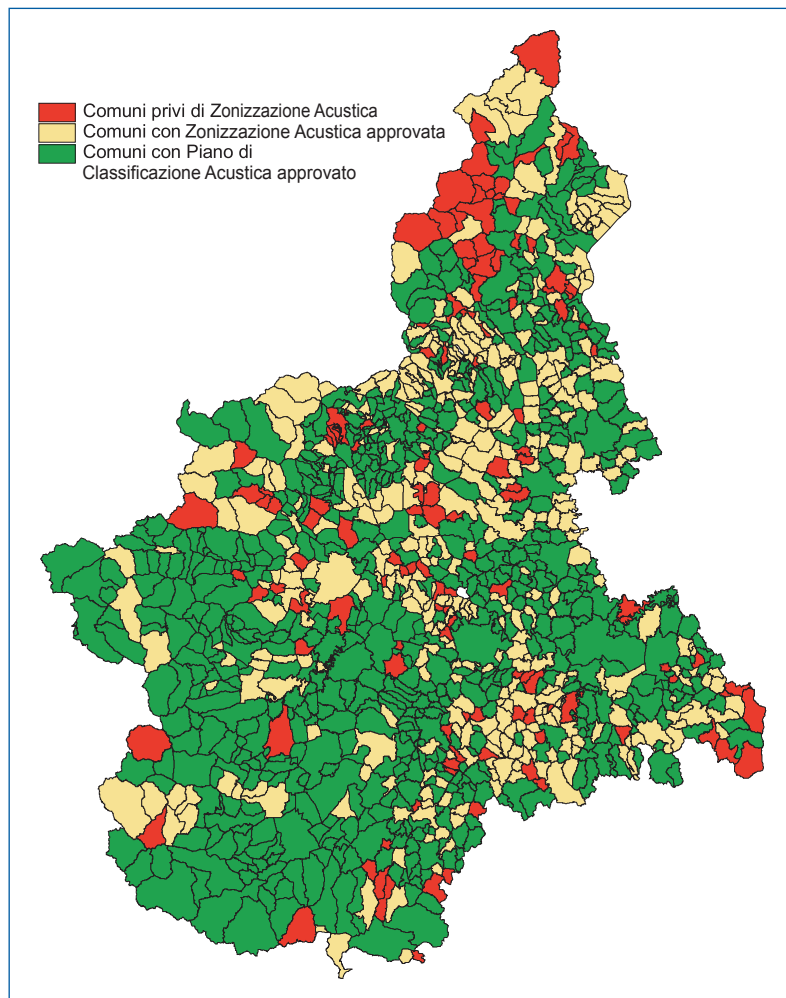 Comuni privi di Zonizzazione Acustica
Comuni con Zonizzazione Acustica approvata
Comuni con Piano di
Classificazione Acustica approvato